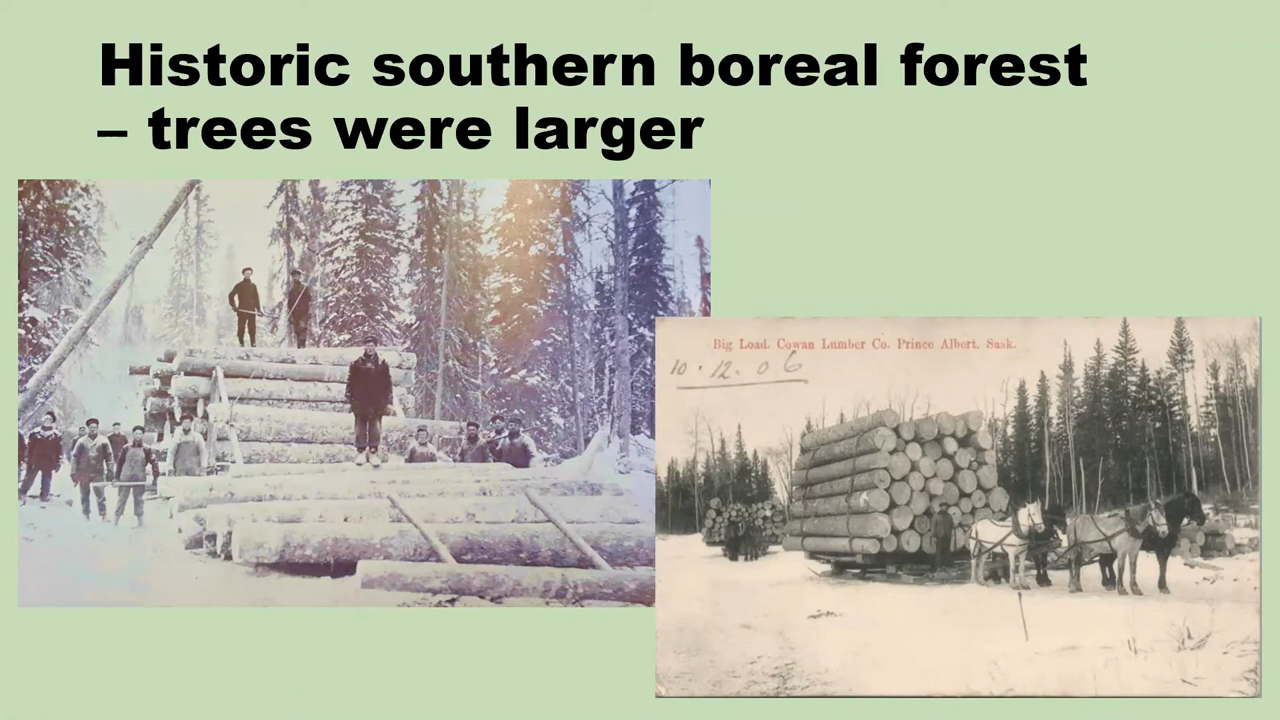 Historic southern boreal forest
– trees were larger
Big Load. Cowan Lumber Co. Prince Albert, Sask.
10.12.06